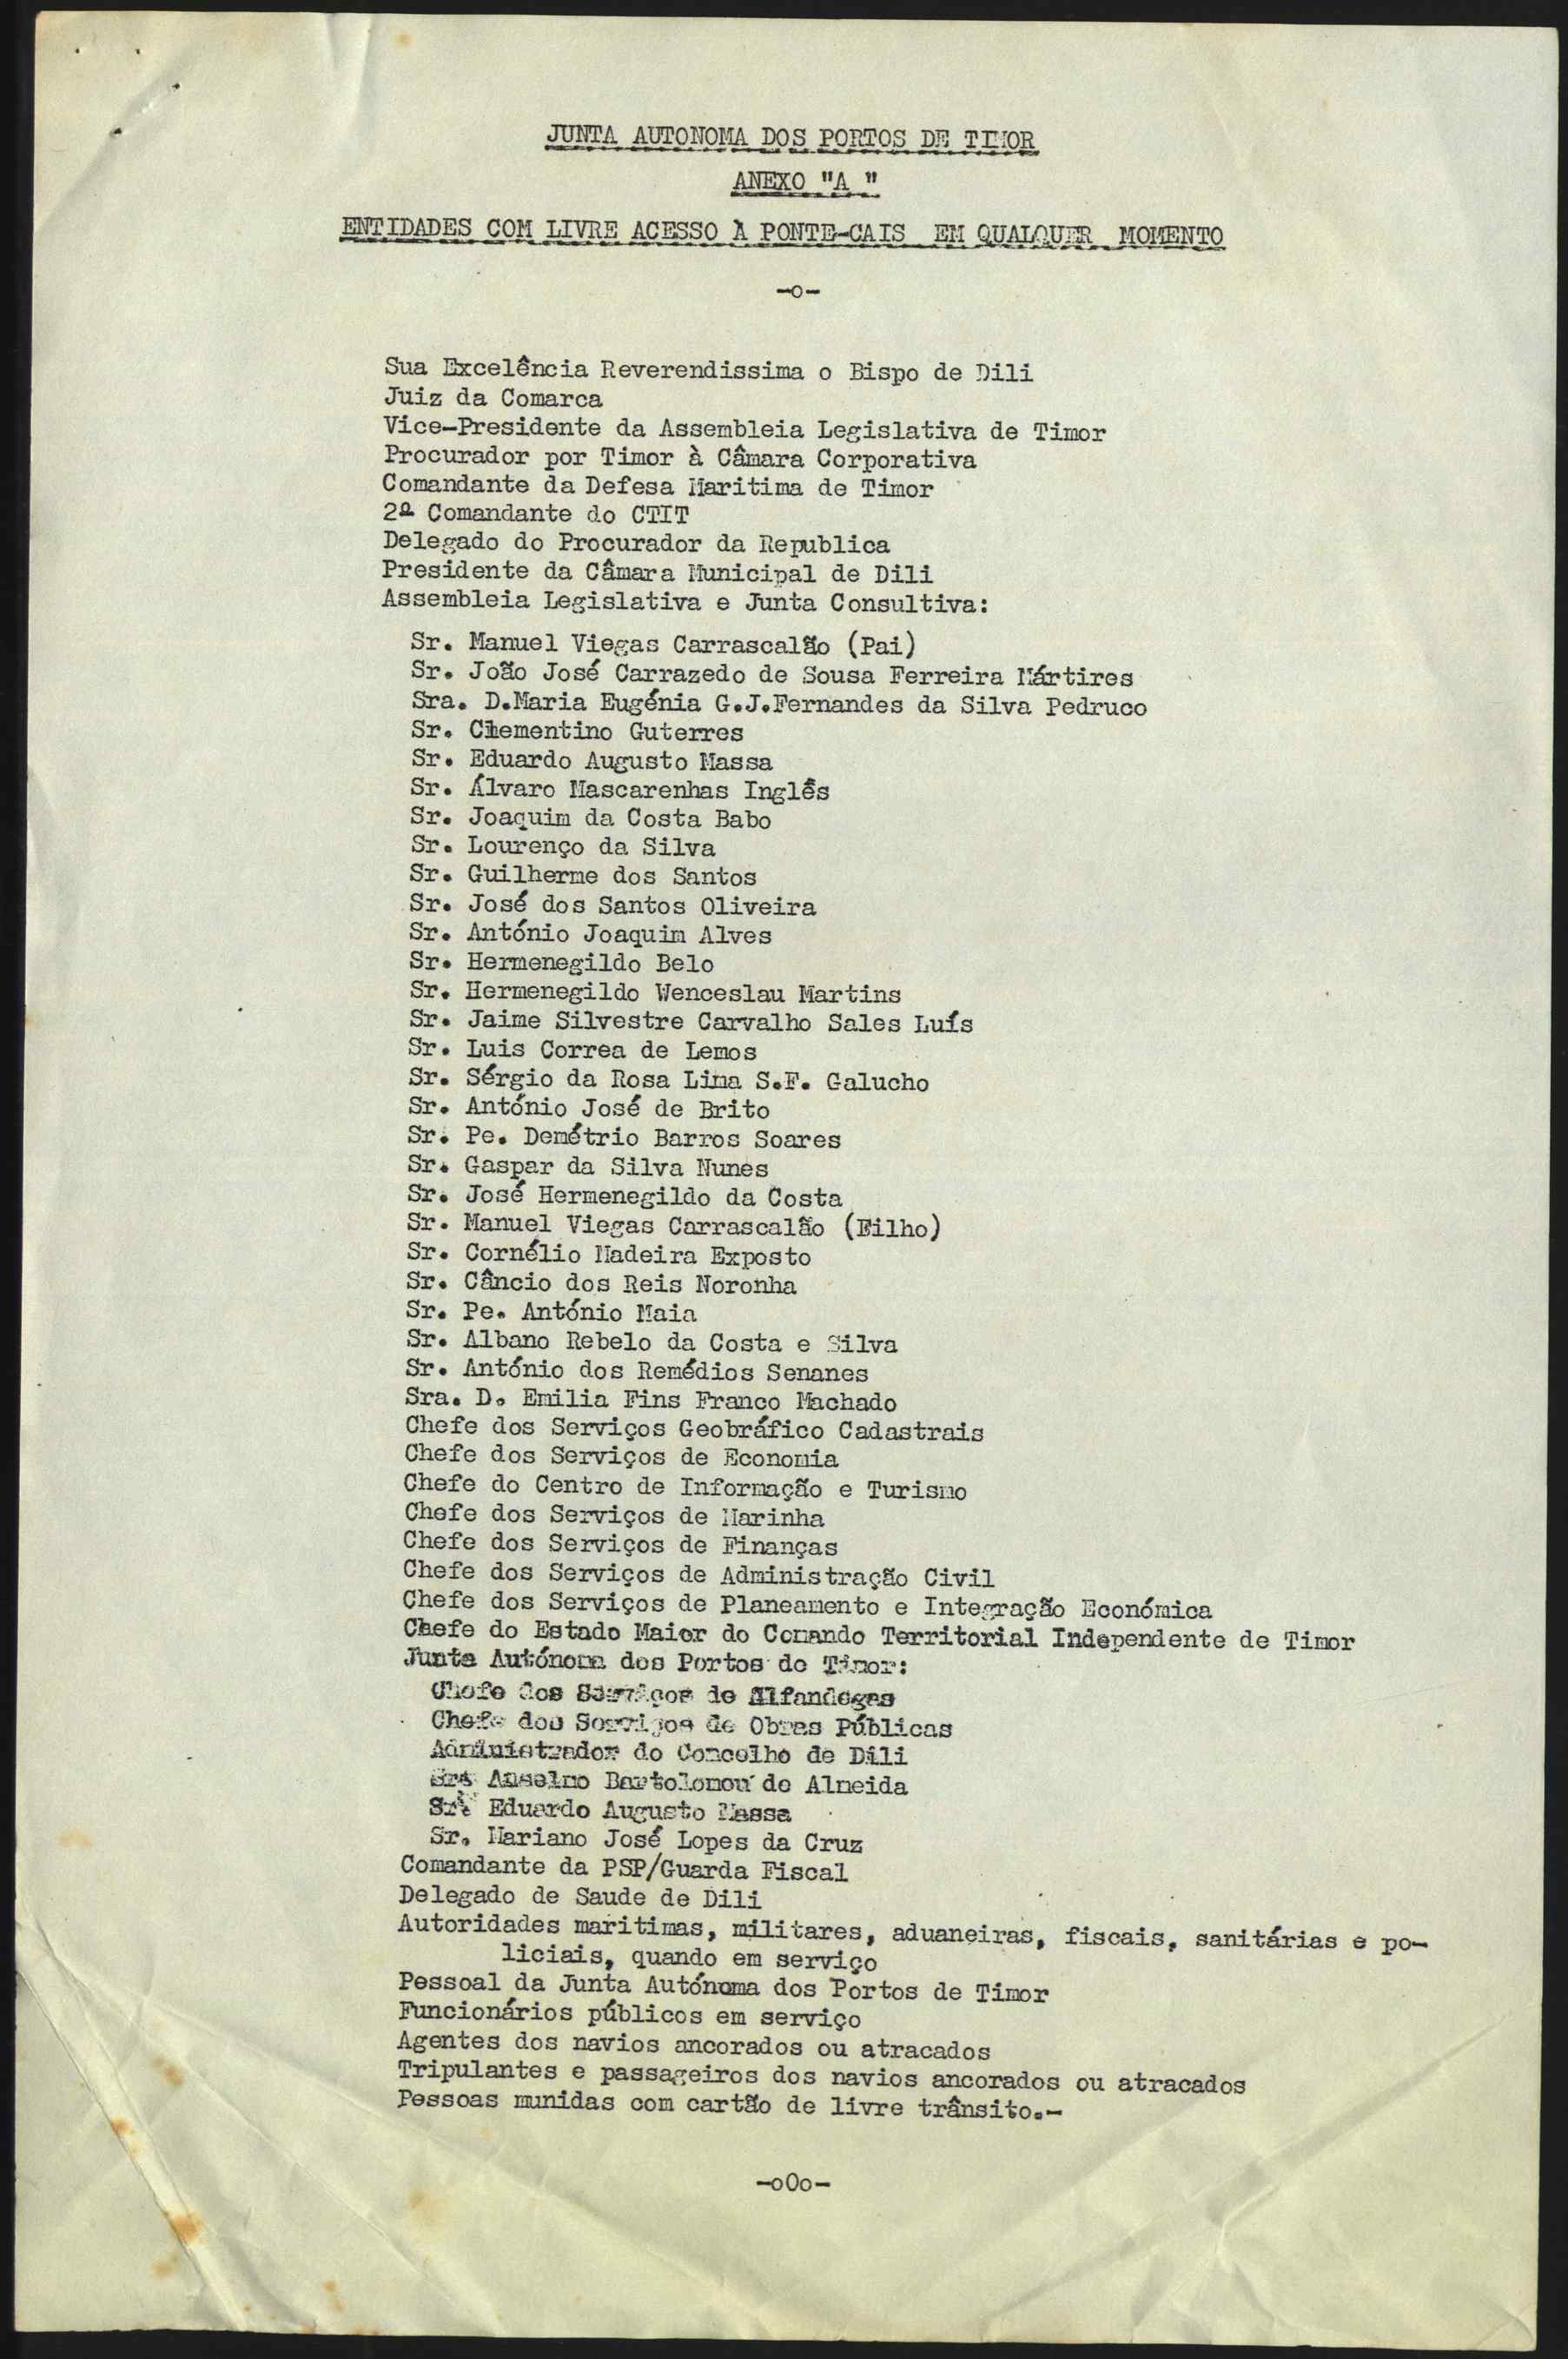 JUNTA AUTONOMA DOS PORTOS DE TIMOR
ANEXO "A "
ENTIDADES COM LIVRE ACESSO À PONTE-CAIS EM QUALQUER MOMENTO
-o-
Sua Excelência Reverendissima o Bispo de Dili
Juiz da Comarca
Vice-Presidente da Assembleia Legislativa de Timor
Procurador por Timor à Câmara Corporativa
Comandante da Defesa Maritima de Timor
2º Comandante do CTIT
Delegado do Procurador da Republica
Presidente da Câmara Municipal de Dili
Assembleia Legislativa e Junta Consultiva:
Sr. Manuel Viegas Carrascalão (Pai)
Sr. João José Carrazedo de Sousa Ferreira Mártires
Sra. D.Maria Eugénia G.J.Fernandes da Silva Pedruco
Sr. Clementino Guterres
Sr. Eduardo Augusto Massa
Sr. Álvaro Mascarenhas Inglês
Sr. Joaquim da Costa Babo
Sr. Lourenço da Silva
Sr. Guilherme dos Santos
Sr. José dos Santos Oliveira
Sr. António Joaquim Alves
Sr. Hermenegildo Belo
Sr. Hermenegildo Wenceslau Martins
Sr. Jaime Silvestre Carvalho Sales Luís
Sr. Luis Correa de Lemos
Sr. Sérgio da Rosa Lima S.F. Galucho
Sr. António José de Brito
Sr. Pe. Demétrio Barros Soares
Sr. Gaspar da Silva Nunes
Sr. José Hermenegildo da Costa
Sr. Manuel Viegas Carrascalão (Filho)
Sr. Cornélio Madeira Exposto
Sr. Câncio dos Reis Noronha
Sr. Pe. António Maia
Sr. Albano Rebelo da Costa e Silva
Sr. António dos Remédios Senanes
Sra. D. Emilia Fins Franco Machado
Chefe dos Serviços Geobráfico Cadastrais
Chefe dos Serviços de Economia
Chefe do Centro de Informação e Turismo
Chefe dos Serviços de Marinha
Chefe dos Serviços de Finanças
Chefe dos Serviços de Administração Civil
Chefe dos Serviços de Planeamento e Integração Económica
Chefe do Estado Maior do Comando Territorial Independente de Timor
Junta Autónoma dos Portos de Timor:
Chefe dos Serviços de Alfandegas
Chefe dos Serviços de Obras Públicas
Administrador do Concelho de Dili
Sr. Anselmo Bartolomeu de Almeida
Sr. Eduardo Augusto Massa
Sr. Mariano José Lopes da Cruz
Comandante da PSP/Guarda Fiscal
Delegado de Saude de Dili
Autoridades maritimas, militares, aduaneiras, fiscais, sanitárias e po-
liciais, quando em serviço
Pessoal da Junta Autónoma dos Portos de Timor
Funcionários públicos em serviço
Agentes dos navios ancorados ou atracados
Tripulantes e passageiros dos navios ancorados ou atracados
Pessoas munidas com cartão de livre trânsito.-
-oOo-